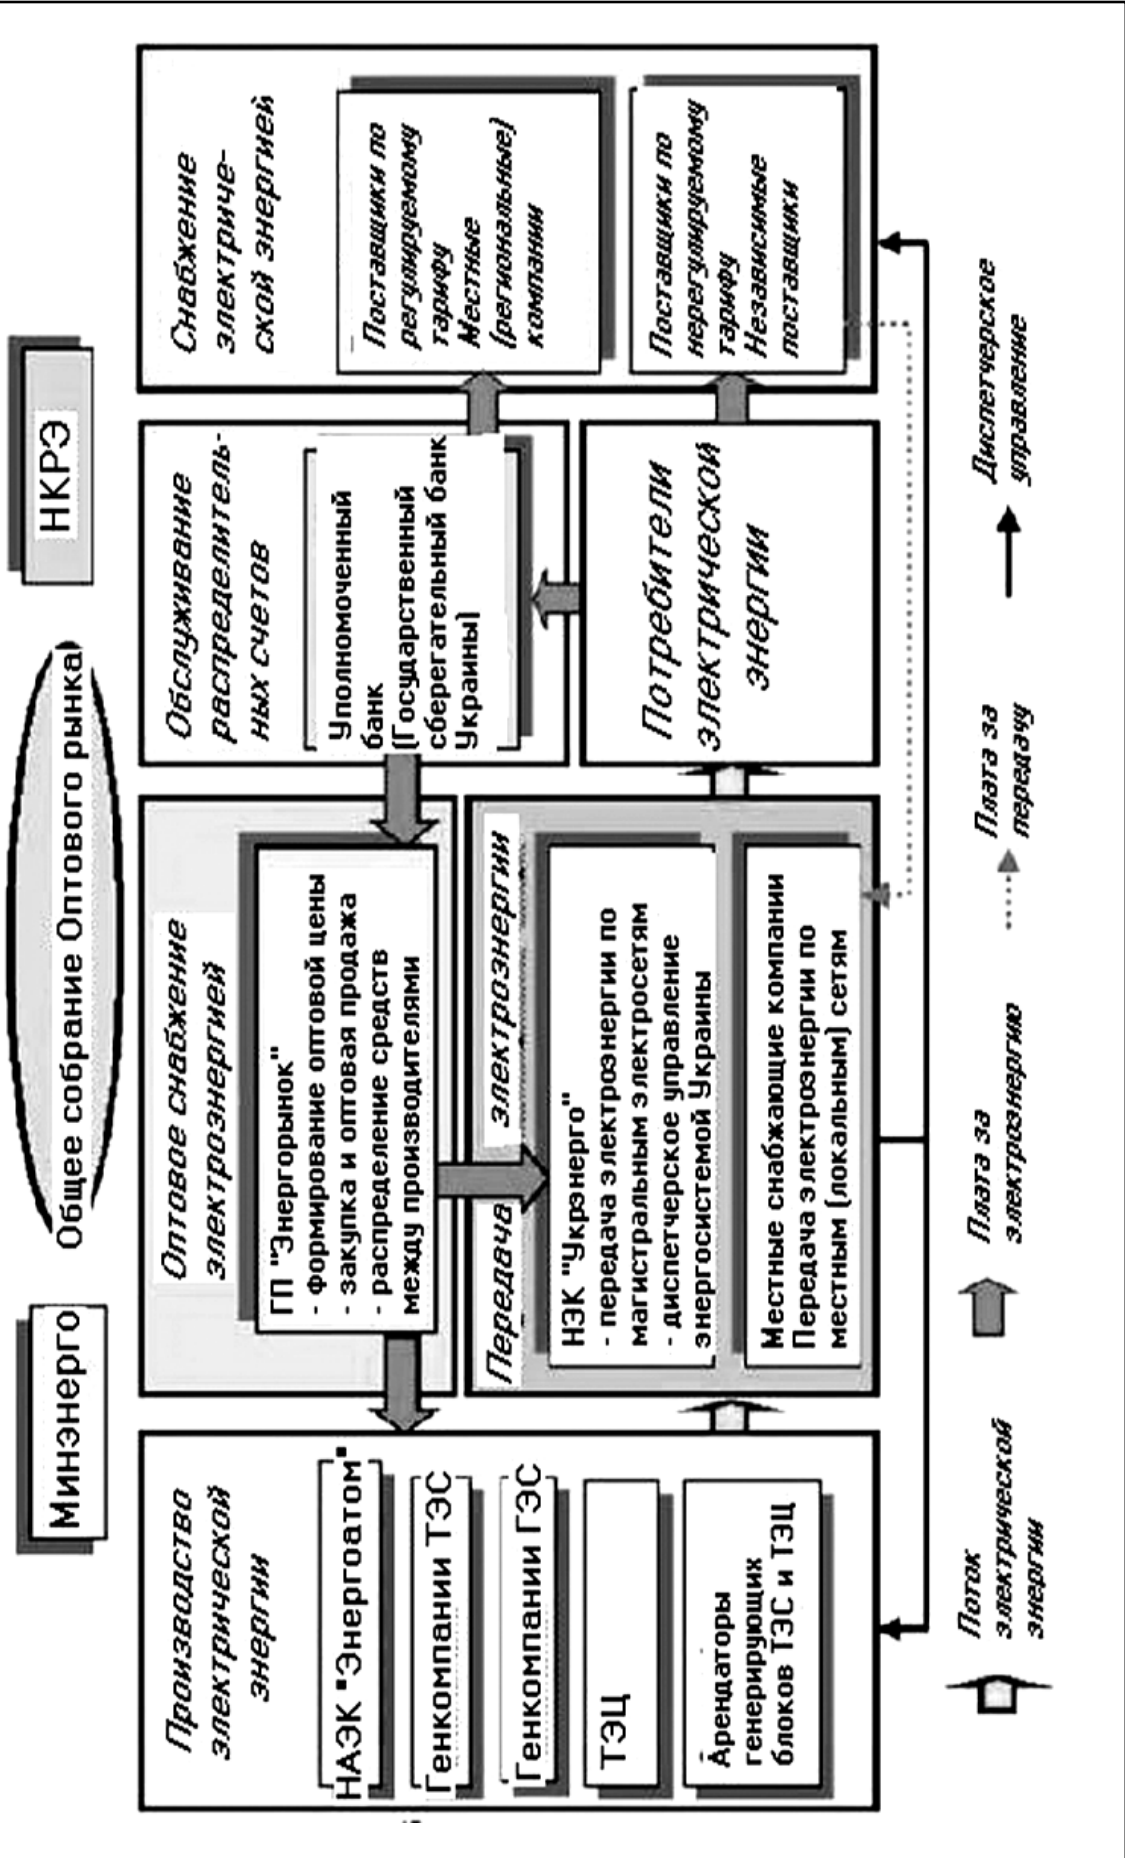 Минэнерго
Общее собрание Оптового рынка
НКРЭ
Производство
электрической
энергии
НАЭК "Энергоатом"
Генкомпании ТЭС
Генкомпании ГЭС
ТЭЦ
Арендаторы
генерирующих
блоков ТЭС и ТЭЦ
Оптовое снабжение
электроэнергией
ГП "Энергорынок"
- формирование оптовой цены
- закупка и оптовая продажа
- распределение средств
между производителями
Передача электроэнергии
НЭК "Укрэнерго"
- передача электроэнергии по
магистральным электросетям
- диспетчерское управление
энергосистемой Украины
Местные снабжающие компании
Передача электроэнергии по
местным (локальным) сетям
Обслуживание
распределитель-
ных счетов
Уполномоченный
банк
(Государственный
сберегательный банк
Украины)
Потребители
электрической
энергии
Снабжение
электриче-
ской энергией
Поставщики по
регулируемому
тарифу
Местные
(региональные)
компании
Поставщики по
нерегулируемому
тарифу
Независимые
поставщики
Поток
электрической
энергии
Плата за
электроэнергию
Плата за
передачу
Диспетчерское
управление